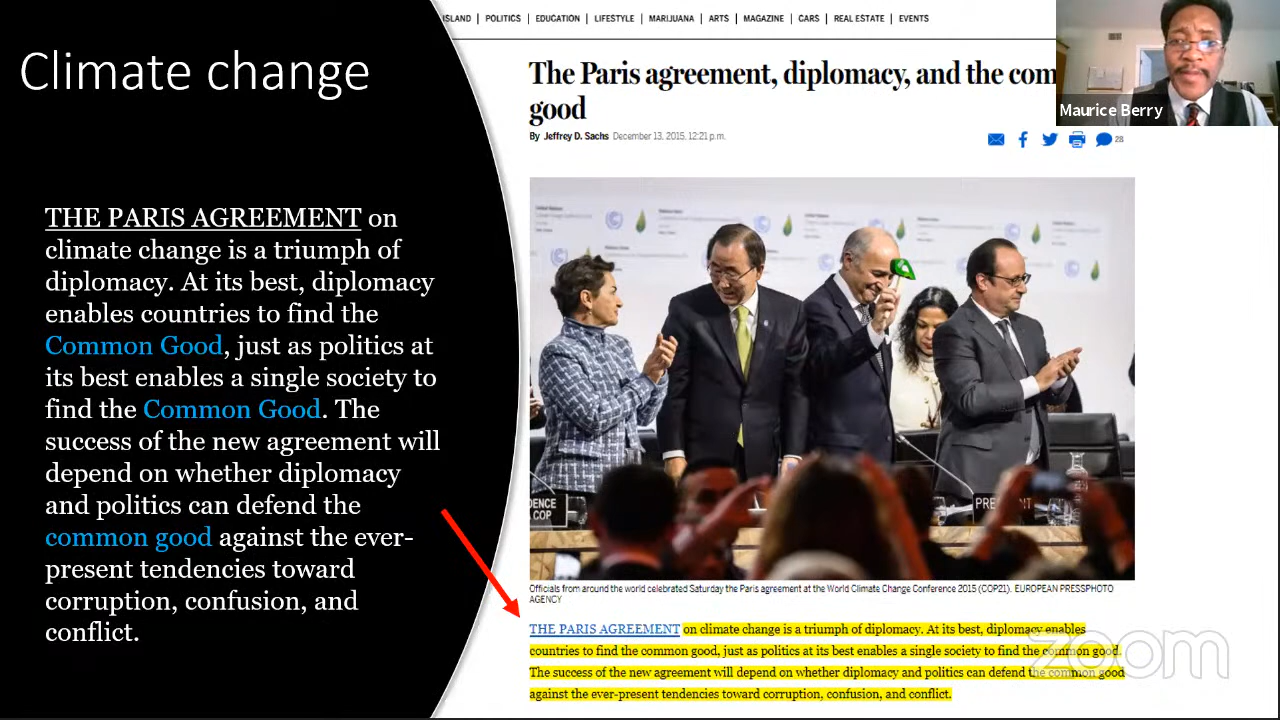 Climate change
THE PARIS AGREEMENT on
climate change is a triumph of
diplomacy. At its best, diplomacy
enables countries to find the
Common Good, just as politics at
its best enables a single society to
find the Common Good. The
success of the new agreement will
depend on whether diplomacy
and politics can defend the
common good against the ever-
present tendencies toward
corruption, confusion, and
conflict.
POLITICS | EDUCATION | LIFESTYLE | MARIJUANA | ARTS | MAGAZINE | CARS | REAL ESTATE | EVENTS
The Paris agreement, diplomacy, and the com
good
By Jeffrey D. Sachs December 13, 2015, 12:21 p.m.
28
Maurice Berry
Officials from around the world celebrated Saturday the Paris agreement at the World Climate Change Conference 2015 (COP21). EUROPEAN PRESSPHOTO
AGENCY
THE PARIS AGREEMENT on climate change is a triumph of diplomacy. At its best, diplomacy enables
countries to find the common good, just as politics at its best enables a single society to find the common good.
The success of the new agreement will depend on whether diplomacy and politics can defend the common good
against the ever-present tendencies toward corruption, confusion, and conflict.
zoom